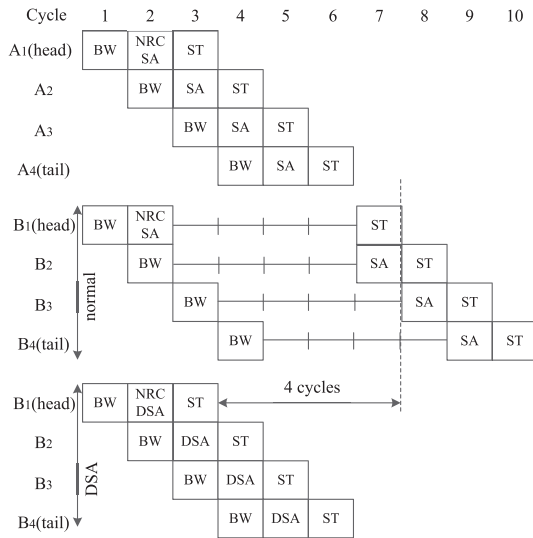 Cycle 1 2 3 4 5 6 7 8 9 10
A1(head) BW NRC SA ST
A2 BW SA ST
A3 BW SA ST
A4(tail) BW SA ST
B1(head) BW NRC SA ST
B2 BW SA ST
normal
B3 BW SA ST
B4(tail) BW SA ST
B1(head) BW NRC DSA ST 4 cycles
B2 BW DSA ST
DSA
B3 BW DSA ST
B4(tail) BW DSA ST